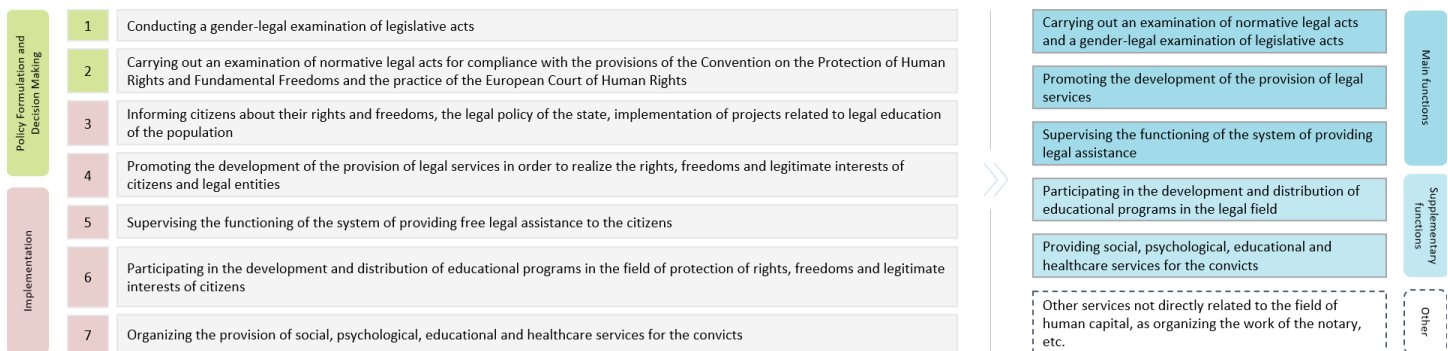 Policy Formulation and
Decision Making
Implementation
1
Conducting a gender-legal examination of legislative acts
2
Carrying out an examination of normative legal acts for compliance with the provisions of the Convention on the Protection of Human
Rights and Fundamental Freedoms and the practice of the European Court of Human Rights
3
Informing citizens about their rights and freedoms, the legal policy of the state, implementation of projects related to legal education
of the population
4
Promoting the development of the provision of legal services in order to realize the rights, freedoms and legitimate interests of
citizens and legal entities
5
Supervising the functioning of the system of providing free legal assistance to the citizens
6
Participating in the development and distribution of educational programs in the field of protection of rights, freedoms and legitimate
interests of citizens
7
Organizing the provision of social, psychological, educational and healthcare services for the convicts
Carrying out an examination of normative legal acts
and a gender-legal examination of legislative acts
Promoting the development of the provision of legal
services
Supervising the functioning of the system of providing
legal assistance
Participating in the development and distribution of
educational programs in the legal field
Providing social, psychological, educational and
healthcare services for the convicts
Other services not directly related to the field of
human capital, as organizing the work of the notary,
etc.
Main functions
Supplementary
functions
Other